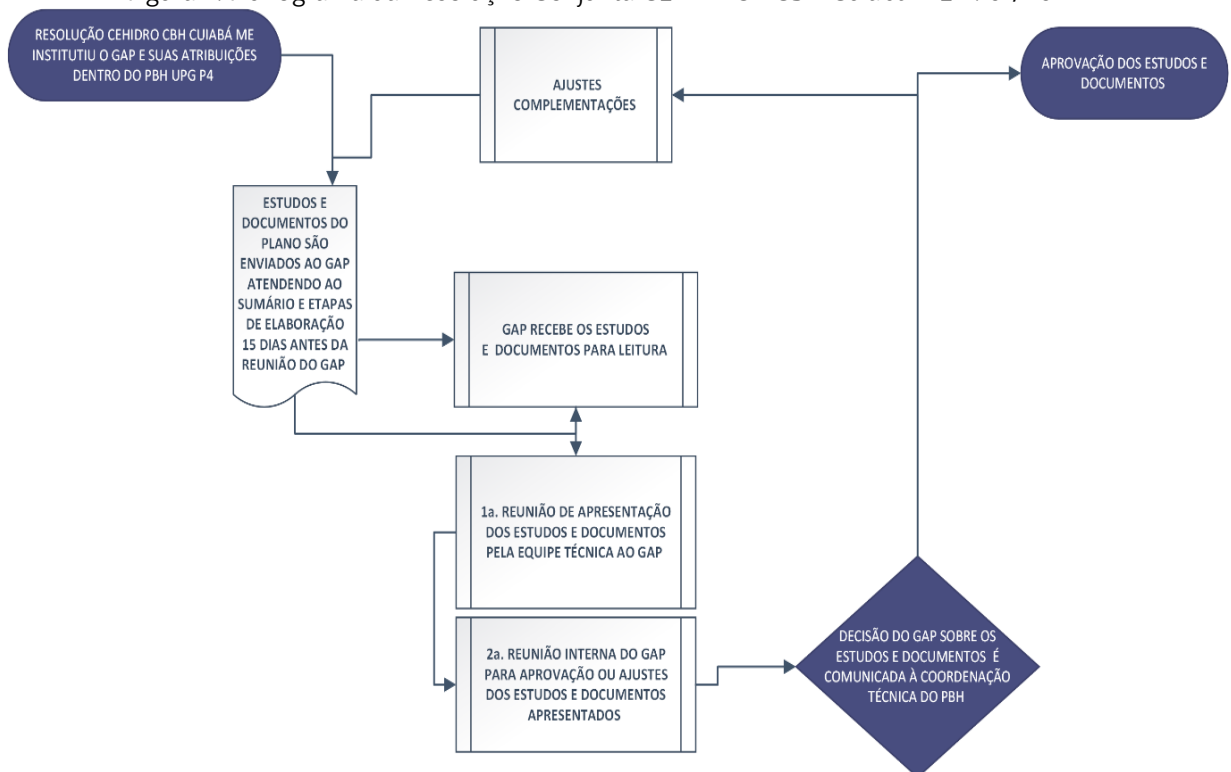 RESOLUÇÃO CEHIDRO CBH CUIABÁ ME
INSTITUTIU O GAP E SUAS ATRIBUIÇÕES
DENTRO DO PBH UPG P4
AJUSTES
COMPLEMENTAÇÕES
APROVAÇÃO DOS ESTUDOS E
DOCUMENTOS
ESTUDOS E
DOCUMENTOS DO
PLANO SÃO
ENVIADOS AO GAP
ATENDENDO AO
SUMÁRIO E ETAPAS
DE ELABORAÇÃO
15 DIAS ANTES DA
REUNIÃO DO GAP
GAP RECEBE OS ESTUDOS
E DOCUMENTOS PARA LEITURA
1a. REUNIÃO DE APRESENTAÇÃO
DOS ESTUDOS E DOCUMENTOS
PELA EQUIPE TÉCNICA AO GAP
2a. REUNIÃO INTERNA DO GAP
PARA APROVAÇÃO OU AJUSTES
DOS ESTUDOS E DOCUMENTOS
APRESENTADOS
DECISÃO DO GAP SOBRE OS
ESTUDOS E DOCUMENTOS É
COMUNICADA À COORDENAÇÃO
TÉCNICA DO PBH